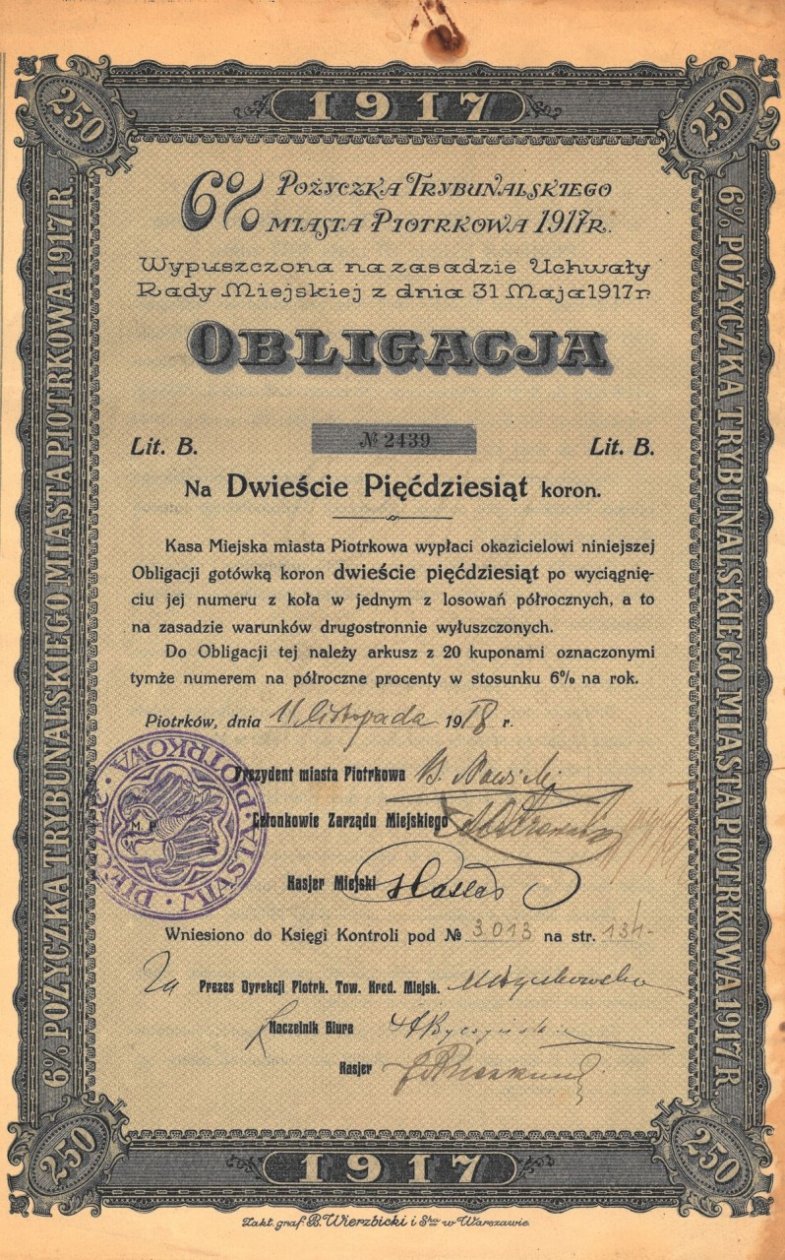 250 1917 250
6% POŻYCZKA TRYBUNALSKIEGO
MIASTA PIOTRKOWA 1917 R.
Wypuszczona na zasadzie Uchwały
Rady Miejskiej z dnia 31 Maja 1917 r.
OBLIGACJA
Lit. B. № 2439 Lit. B.
Na Dwieście Pięćdziesiąt koron.
Kasa Miejska miasta Piotrkowa wypłaci okazicielowi niniejszej
Obligacji gotówką koron dwieście pięćdziesiąt po wyciągnię-
ciu jej numeru z koła w jednym z losowań półrocznych, a to
na zasadzie warunków drugostronnie wyłuszczonych.
Do Obligacji tej należy arkusz z 20 kuponami oznaczonymi
tymże numerem na półroczne procenty w stosunku 6% na rok.
Piotrków, dnia 11 listopada 1918 r.
Prezydent miasta Piotrkowa
Członkowie Zarządu Miejskiego
Kasjer Miejski
Wniesiono do Księgi Kontroli pod № 3013 na str. 134-
Za Prezes Dyrekcji Piotrk. Tow. Kred. Miejsk.
Naczelnik Biura
Kasjer
6% POŻYCZKA TRYBUNALSKIEGO MIASTA PIOTRKOWA 1917 R.
6% POŻYCZKA TRYBUNALSKIEGO MIASTA PIOTRKOWA 1917 R.
MIASTA PIOTRKOWA
250 1917 250
Zakł. graf. B. Wierzbicki i S-ka w Warszawie